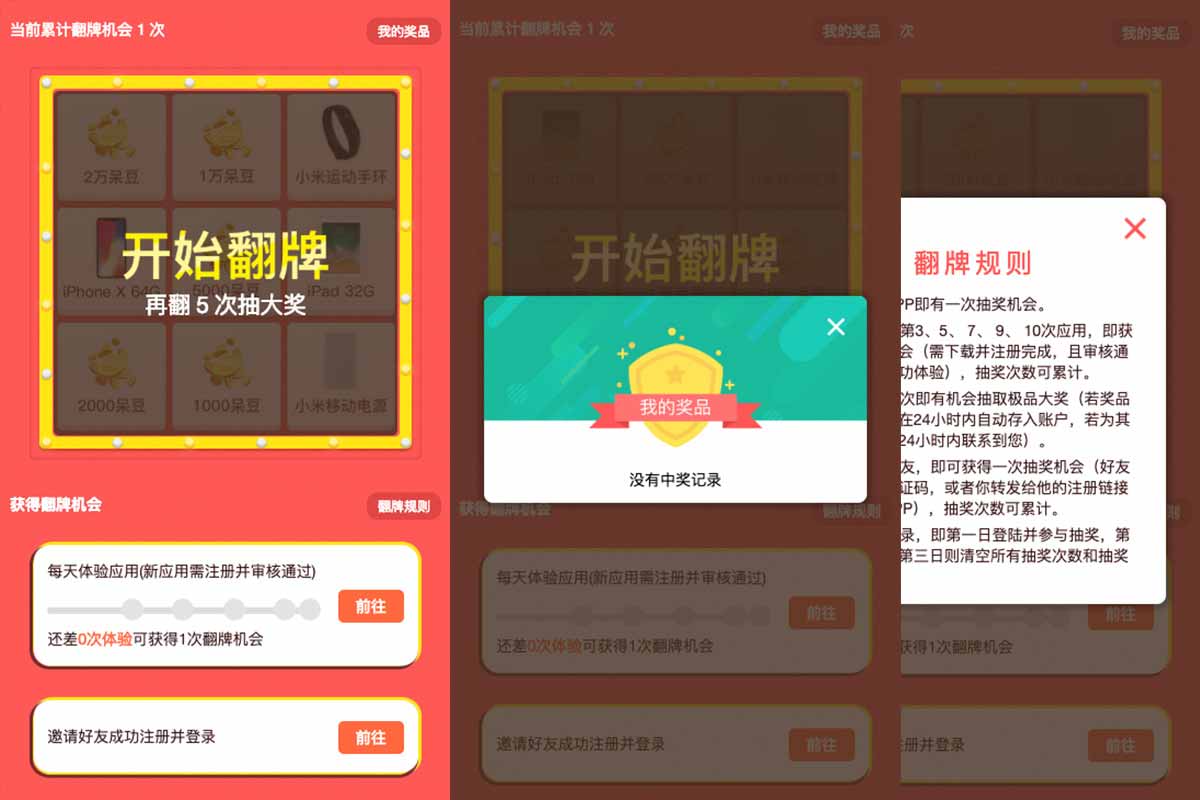 当前累计翻牌机会 1 次
我的奖品
2万呆豆
1万呆豆
小米运动手环
开始翻牌
iPhone X 64G
5000呆豆
iPad 32G
再翻 5 次抽大奖
2000呆豆
1000呆豆
小米移动电源
获得翻牌机会
翻牌规则
每天体验应用(新应用需注册并审核通过)
前往
还差0次体验可获得1次翻牌机会
邀请好友成功注册并登录
前往
当前累计翻牌机会 1 次
我的奖品
开始翻牌
我的奖品
没有中奖记录
获得翻牌机会
翻牌规则
每天体验应用(新应用需注册并审核通过)
前往
还差0次体验可获得1次翻牌机会
邀请好友成功注册并登录
前往
次
我的奖品
翻牌规则
PP即有一次抽奖机会。
第3、5、7、9、10次应用，即获
会（需下载并注册完成，且审核通
功体验），抽奖次数可累计。
次即有机会抽取极品大奖（若奖品
在24小时内自动存入账户，若为其
24小时内联系到您）。
友，即可获得一次抽奖机会（好友
证码，或者你转发给他的注册链接
PP），抽奖次数可累计。
录，即第一日登陆并参与抽奖，第
第三日则清空所有抽奖次数和抽奖
则
前往
获得1次翻牌机会
册并登录
前往